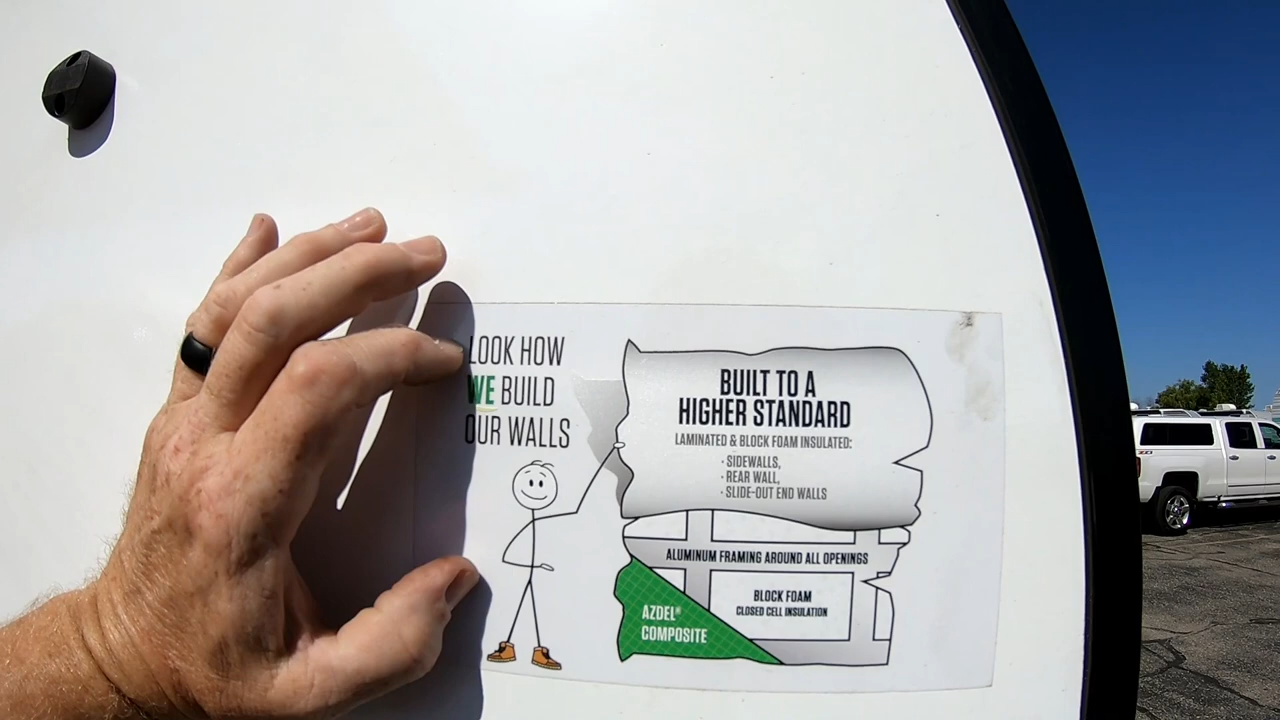 LOOK HOW
WE BUILD
OUR WALLS
BUILT TO A
HIGHER STANDARD
LAMINATED & BLOCK FOAM INSULATED:
· SIDEWALLS,
· REAR WALL,
· SLIDE-OUT END WALLS
ALUMINUM FRAMING AROUND ALL OPENINGS
BLOCK FOAM
CLOSED CELL INSULATION
AZDEL®
COMPOSITE